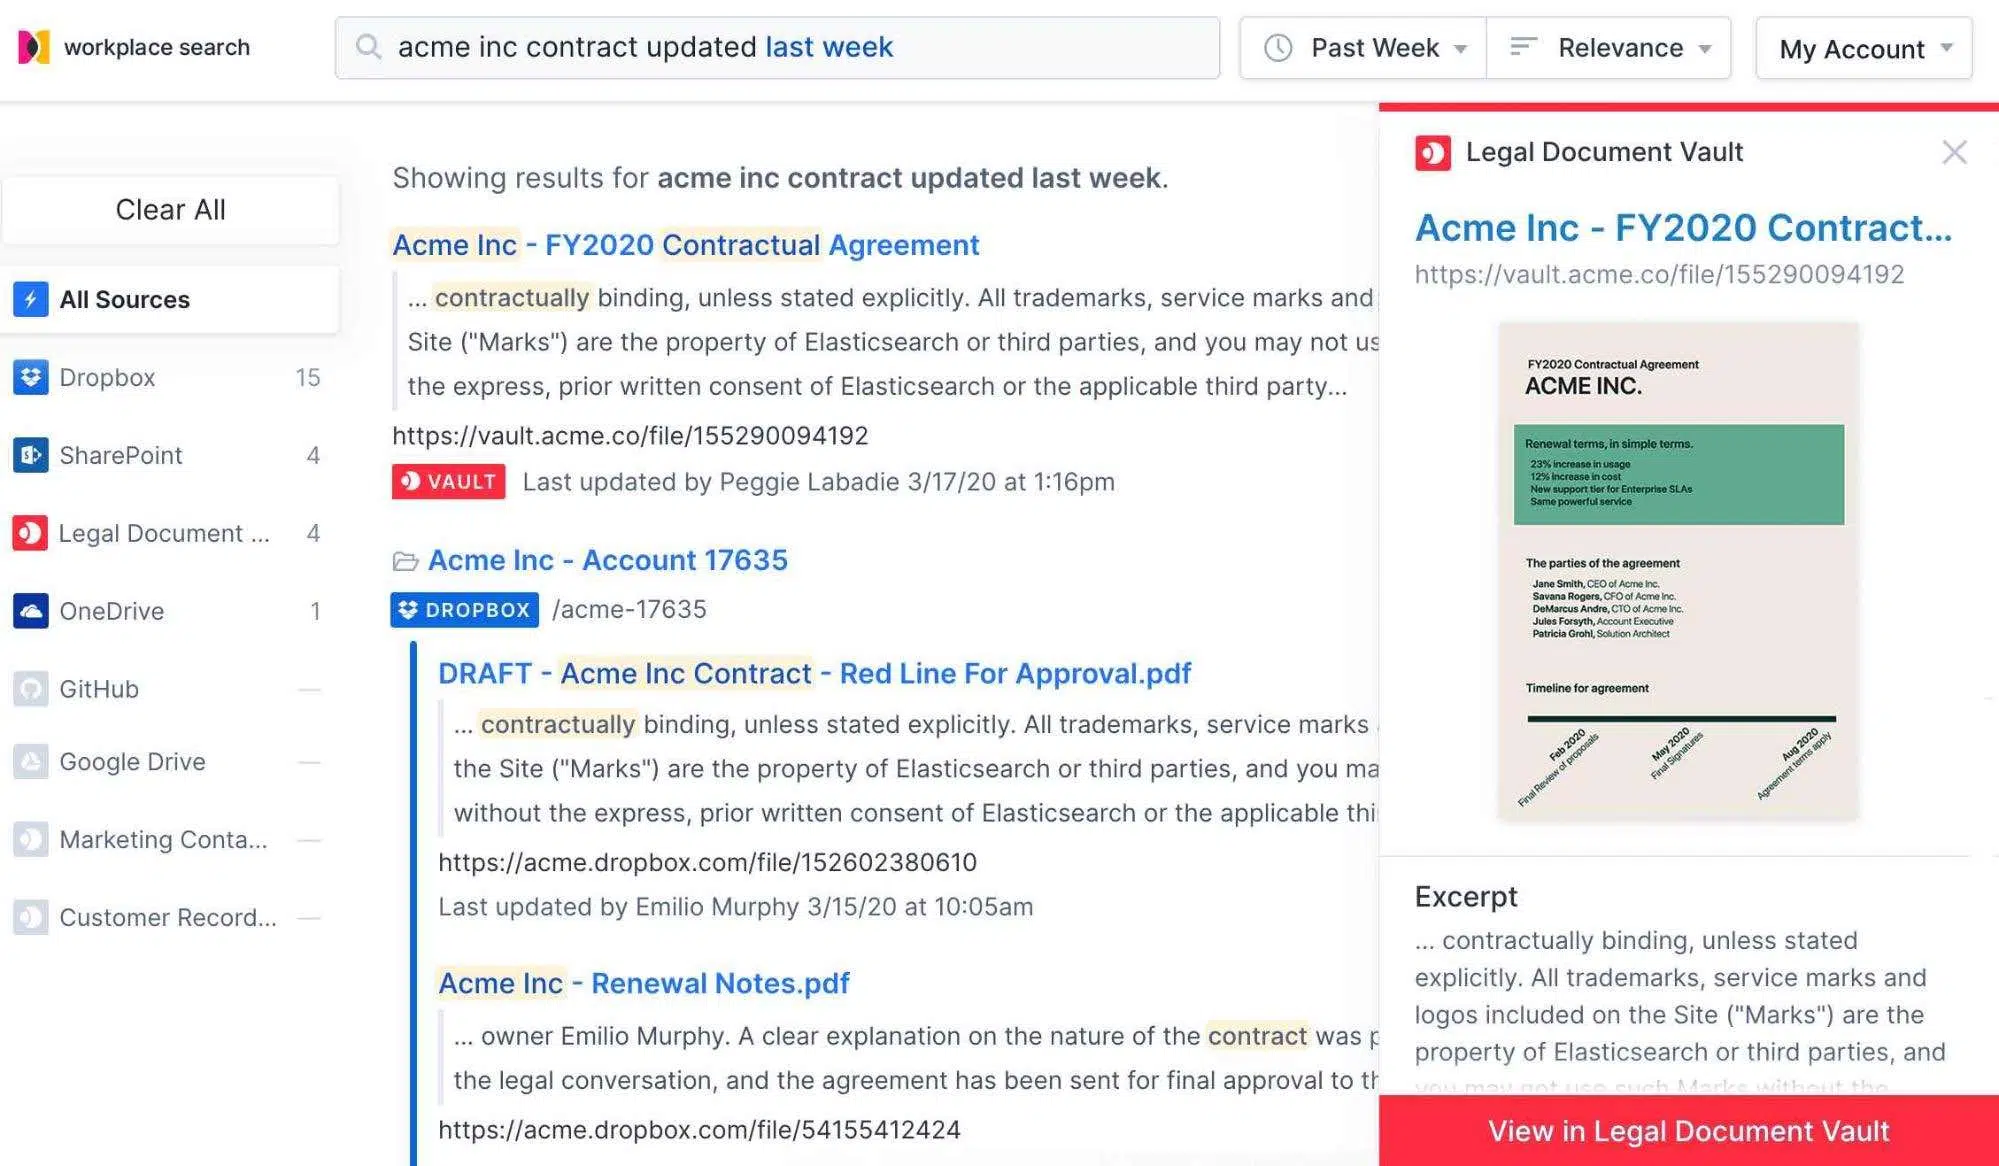 workplace search
acme inc contract updated last week
Past Week
Relevance
My Account
Clear All
All Sources
Dropbox 15
SharePoint 4
Legal Document ... 4
OneDrive 1
GitHub —
Google Drive —
Marketing Conta... —
Customer Record... —
Showing results for acme inc contract updated last week.
Acme Inc - FY2020 Contractual Agreement
... contractually binding, unless stated explicitly. All trademarks, service marks and
Site ("Marks") are the property of Elasticsearch or third parties, and you may not us
the express, prior written consent of Elasticsearch or the applicable third party...
https://vault.acme.co/file/155290094192
VAULT Last updated by Peggie Labadie 3/17/20 at 1:16pm
Acme Inc - Account 17635
DROPBOX /acme-17635
DRAFT - Acme Inc Contract - Red Line For Approval.pdf
... contractually binding, unless stated explicitly. All trademarks, service marks
the Site ("Marks") are the property of Elasticsearch or third parties, and you ma
without the express, prior written consent of Elasticsearch or the applicable thi
https://acme.dropbox.com/file/152602380610
Last updated by Emilio Murphy 3/15/20 at 10:05am
Acme Inc - Renewal Notes.pdf
... owner Emilio Murphy. A clear explanation on the nature of the contract was p
the legal conversation, and the agreement has been sent for final approval to th
https://acme.dropbox.com/file/54155412424
Legal Document Vault
Acme Inc - FY2020 Contract...
https://vault.acme.co/file/155290094192
FY2020 Contractual Agreement
ACME INC.
Renewal terms, in simple terms.
23% increase in usage
12% increase in cost
New support tier for Enterprise SLAs
Same powerful service
The parties of the agreement
Jane Smith, CEO of Acme Inc.
Savana Rogers, CFO of Acme Inc.
DeMarcus Andre, CTO of Acme Inc.
Jules Forsyth, Account Executive
Patricia Grohl, Solution Architect
Timeline for agreement
Feb 2020
Final Review of proposals
May 2020
Final Signatures
Aug 2020
Agreement terms apply
Excerpt
... contractually binding, unless stated
explicitly. All trademarks, service marks and
logos included on the Site ("Marks") are the
property of Elasticsearch or third parties, and
you may not use such Marks without the
View in Legal Document Vault